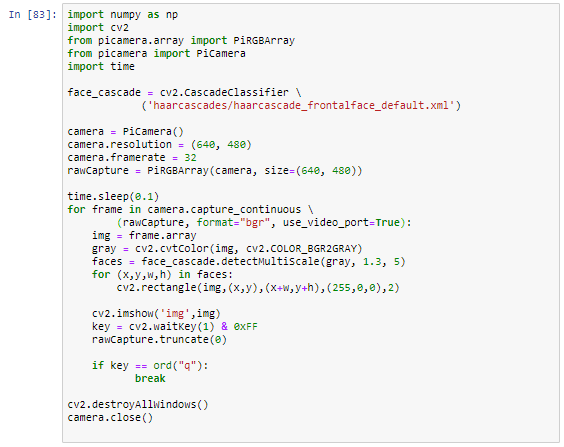 In [83]: import numpy as np
import cv2
from picamera.array import PiRGBArray
from picamera import PiCamera
import time

face_cascade = cv2.CascadeClassifier \
            ('haarcascades/haarcascade_frontalface_default.xml')

camera = PiCamera()
camera.resolution = (640, 480)
camera.framerate = 32
rawCapture = PiRGBArray(camera, size=(640, 480))

time.sleep(0.1)
for frame in camera.capture_continuous \
        (rawCapture, format="bgr", use_video_port=True):
    img = frame.array
    gray = cv2.cvtColor(img, cv2.COLOR_BGR2GRAY)
    faces = face_cascade.detectMultiScale(gray, 1.3, 5)
    for (x,y,w,h) in faces:
        cv2.rectangle(img,(x,y),(x+w,y+h),(255,0,0),2)

    cv2.imshow('img',img)
    key = cv2.waitKey(1) & 0xFF
    rawCapture.truncate(0)

    if key == ord("q"):
           break

cv2.destroyAllWindows()
camera.close()